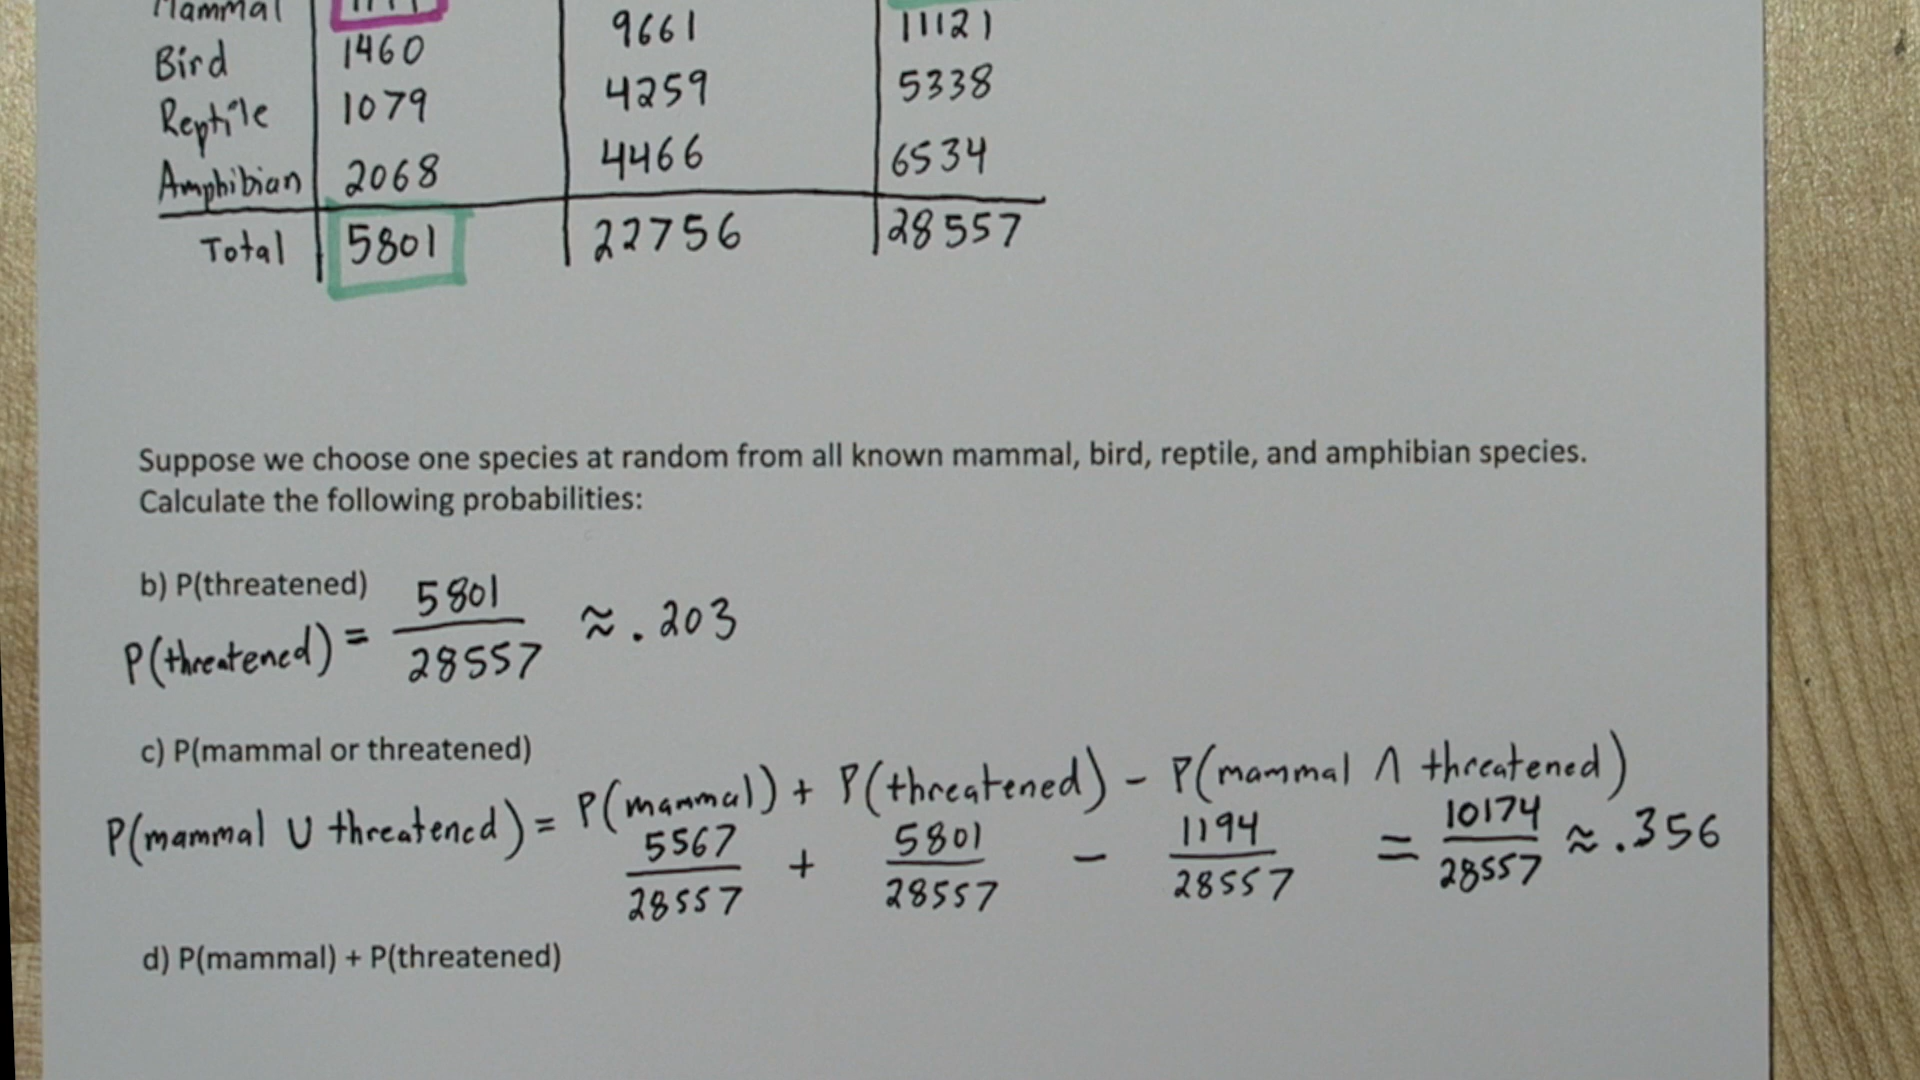 Mammal
9661 11121
Bird 1460
4259 5338
Reptile 1079
4466 6534
Amphibian 2068
Total 5801 22756 28557
Suppose we choose one species at random from all known mammal, bird, reptile, and amphibian species.
Calculate the following probabilities:
b) P(threatened)
P(threatened) = 5801/28557 ≈ .203
c) P(mammal or threatened)
P(mammal ∪ threatened) = P(mammal) + P(threatened) - P(mammal ∩ threatened)
5567/28557 + 5801/28557 - 1194/28557 = 10174/28557 ≈ .356
d) P(mammal) + P(threatened)